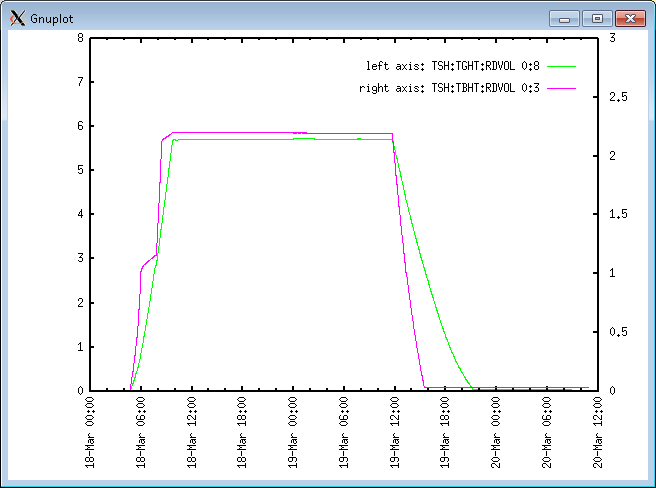 Gnuplot
left axis: TSH:TGHT:RDVOL 0:8
right axis: TSH:TBHT:RDVOL 0:3
8
7
6
5
4
3
2
1
0
3
2.5
2
1.5
1
0.5
0
18-Mar 00:00
18-Mar 06:00
18-Mar 12:00
18-Mar 18:00
19-Mar 00:00
19-Mar 06:00
19-Mar 12:00
19-Mar 18:00
20-Mar 00:00
20-Mar 06:00
20-Mar 12:00